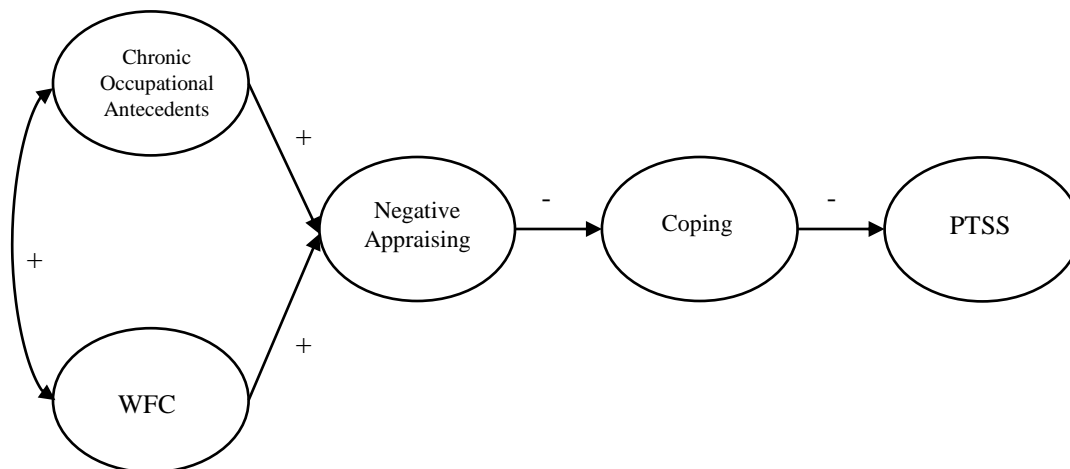 Chronic
Occupational
Antecedents
+
+
Negative
Appraising
-
Coping
-
PTSS
+
WFC